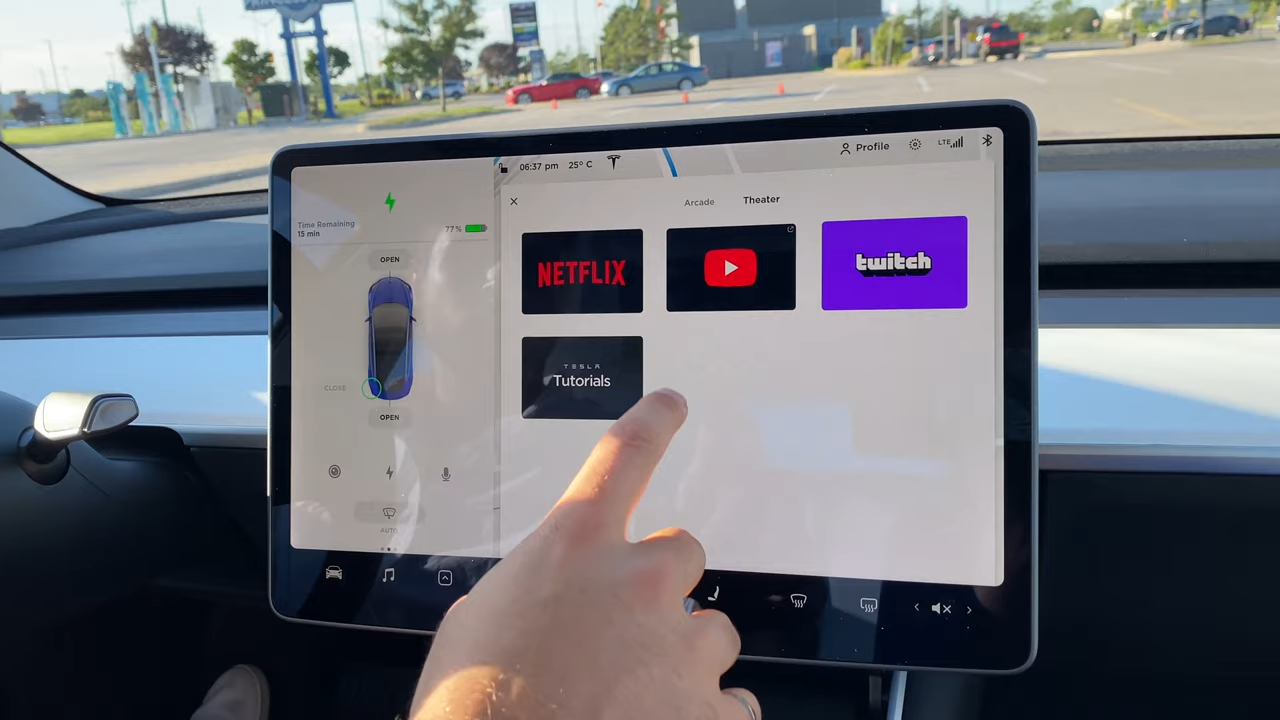 06:37 pm 25° C
Profile
LTE
Time Remaining
15 min
77 %
OPEN
CLOSE
OPEN
AUTO
Arcade Theater
NETFLIX
twitch
TESLA
Tutorials